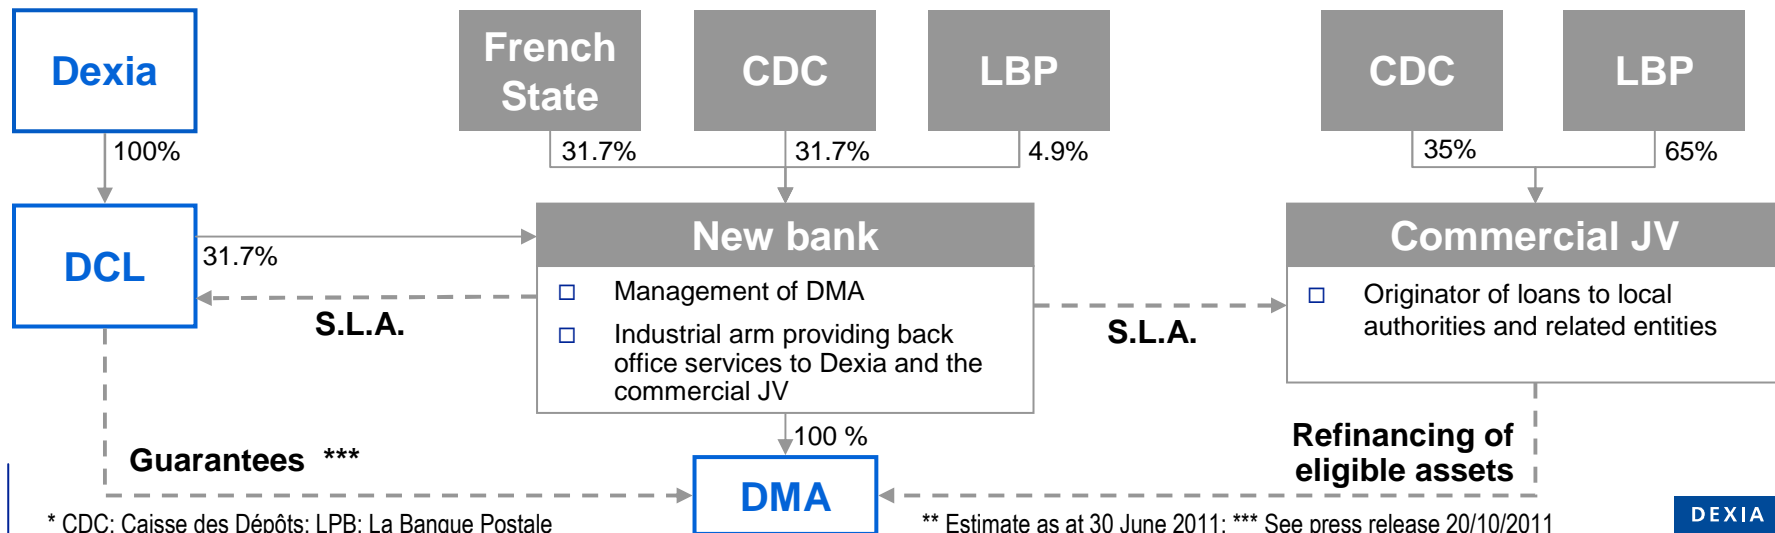 Dexia
French
State
CDC
LBP
CDC
LBP
100%
31.7%
31.7%
4.9%
35%
65%
DCL
31.7%
New bank
□ Management of DMA
□ Industrial arm providing back
office services to Dexia and the
commercial JV
Commercial JV
□ Originator of loans to local
authorities and related entities
S.L.A.
S.L.A.
100 %
Guarantees ***
Refinancing of
eligible assets
DMA
* CDC: Caisse des Dépôts; LPB: La Banque Postale
** Estimate as at 30 June 2011; *** See press release 20/10/2011
DEXIA